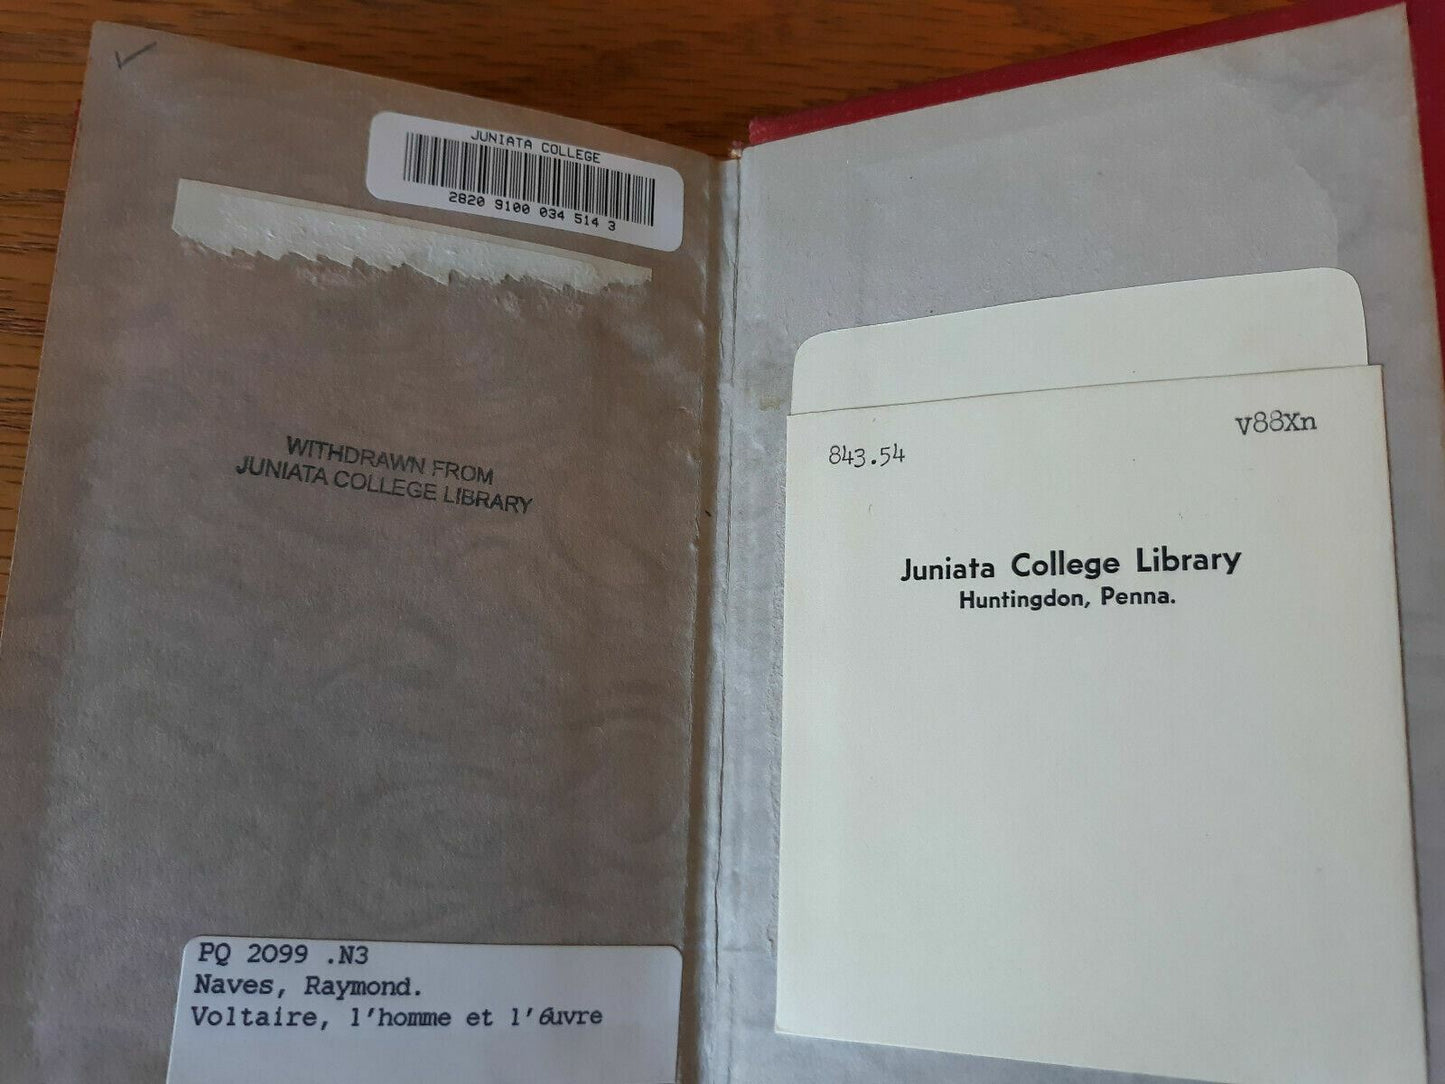 JUNIATA COLLEGE
2820 9100 034 514 3
WITHDRAWN FROM
JUNIATA COLLEGE LIBRARY
PQ 2099 .N3
Naves, Raymond.
Voltaire, l'homme et l'6uvre
843.54
V88Xn
Juniata College Library
Huntingdon, Penna.